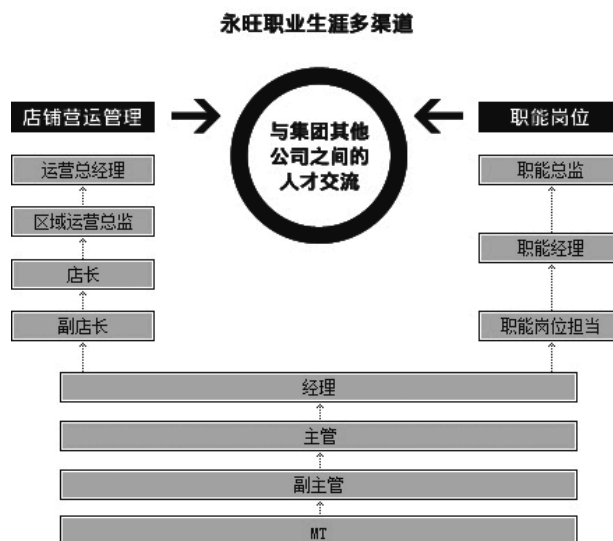 永旺职业生涯多渠道
店铺营运管理
与集团其他
公司之间的
人才交流
职能岗位
运营总经理
职能总监
区域运营总监
职能经理
店长
副店长
职能岗位担当
经理
主管
副主管
MT